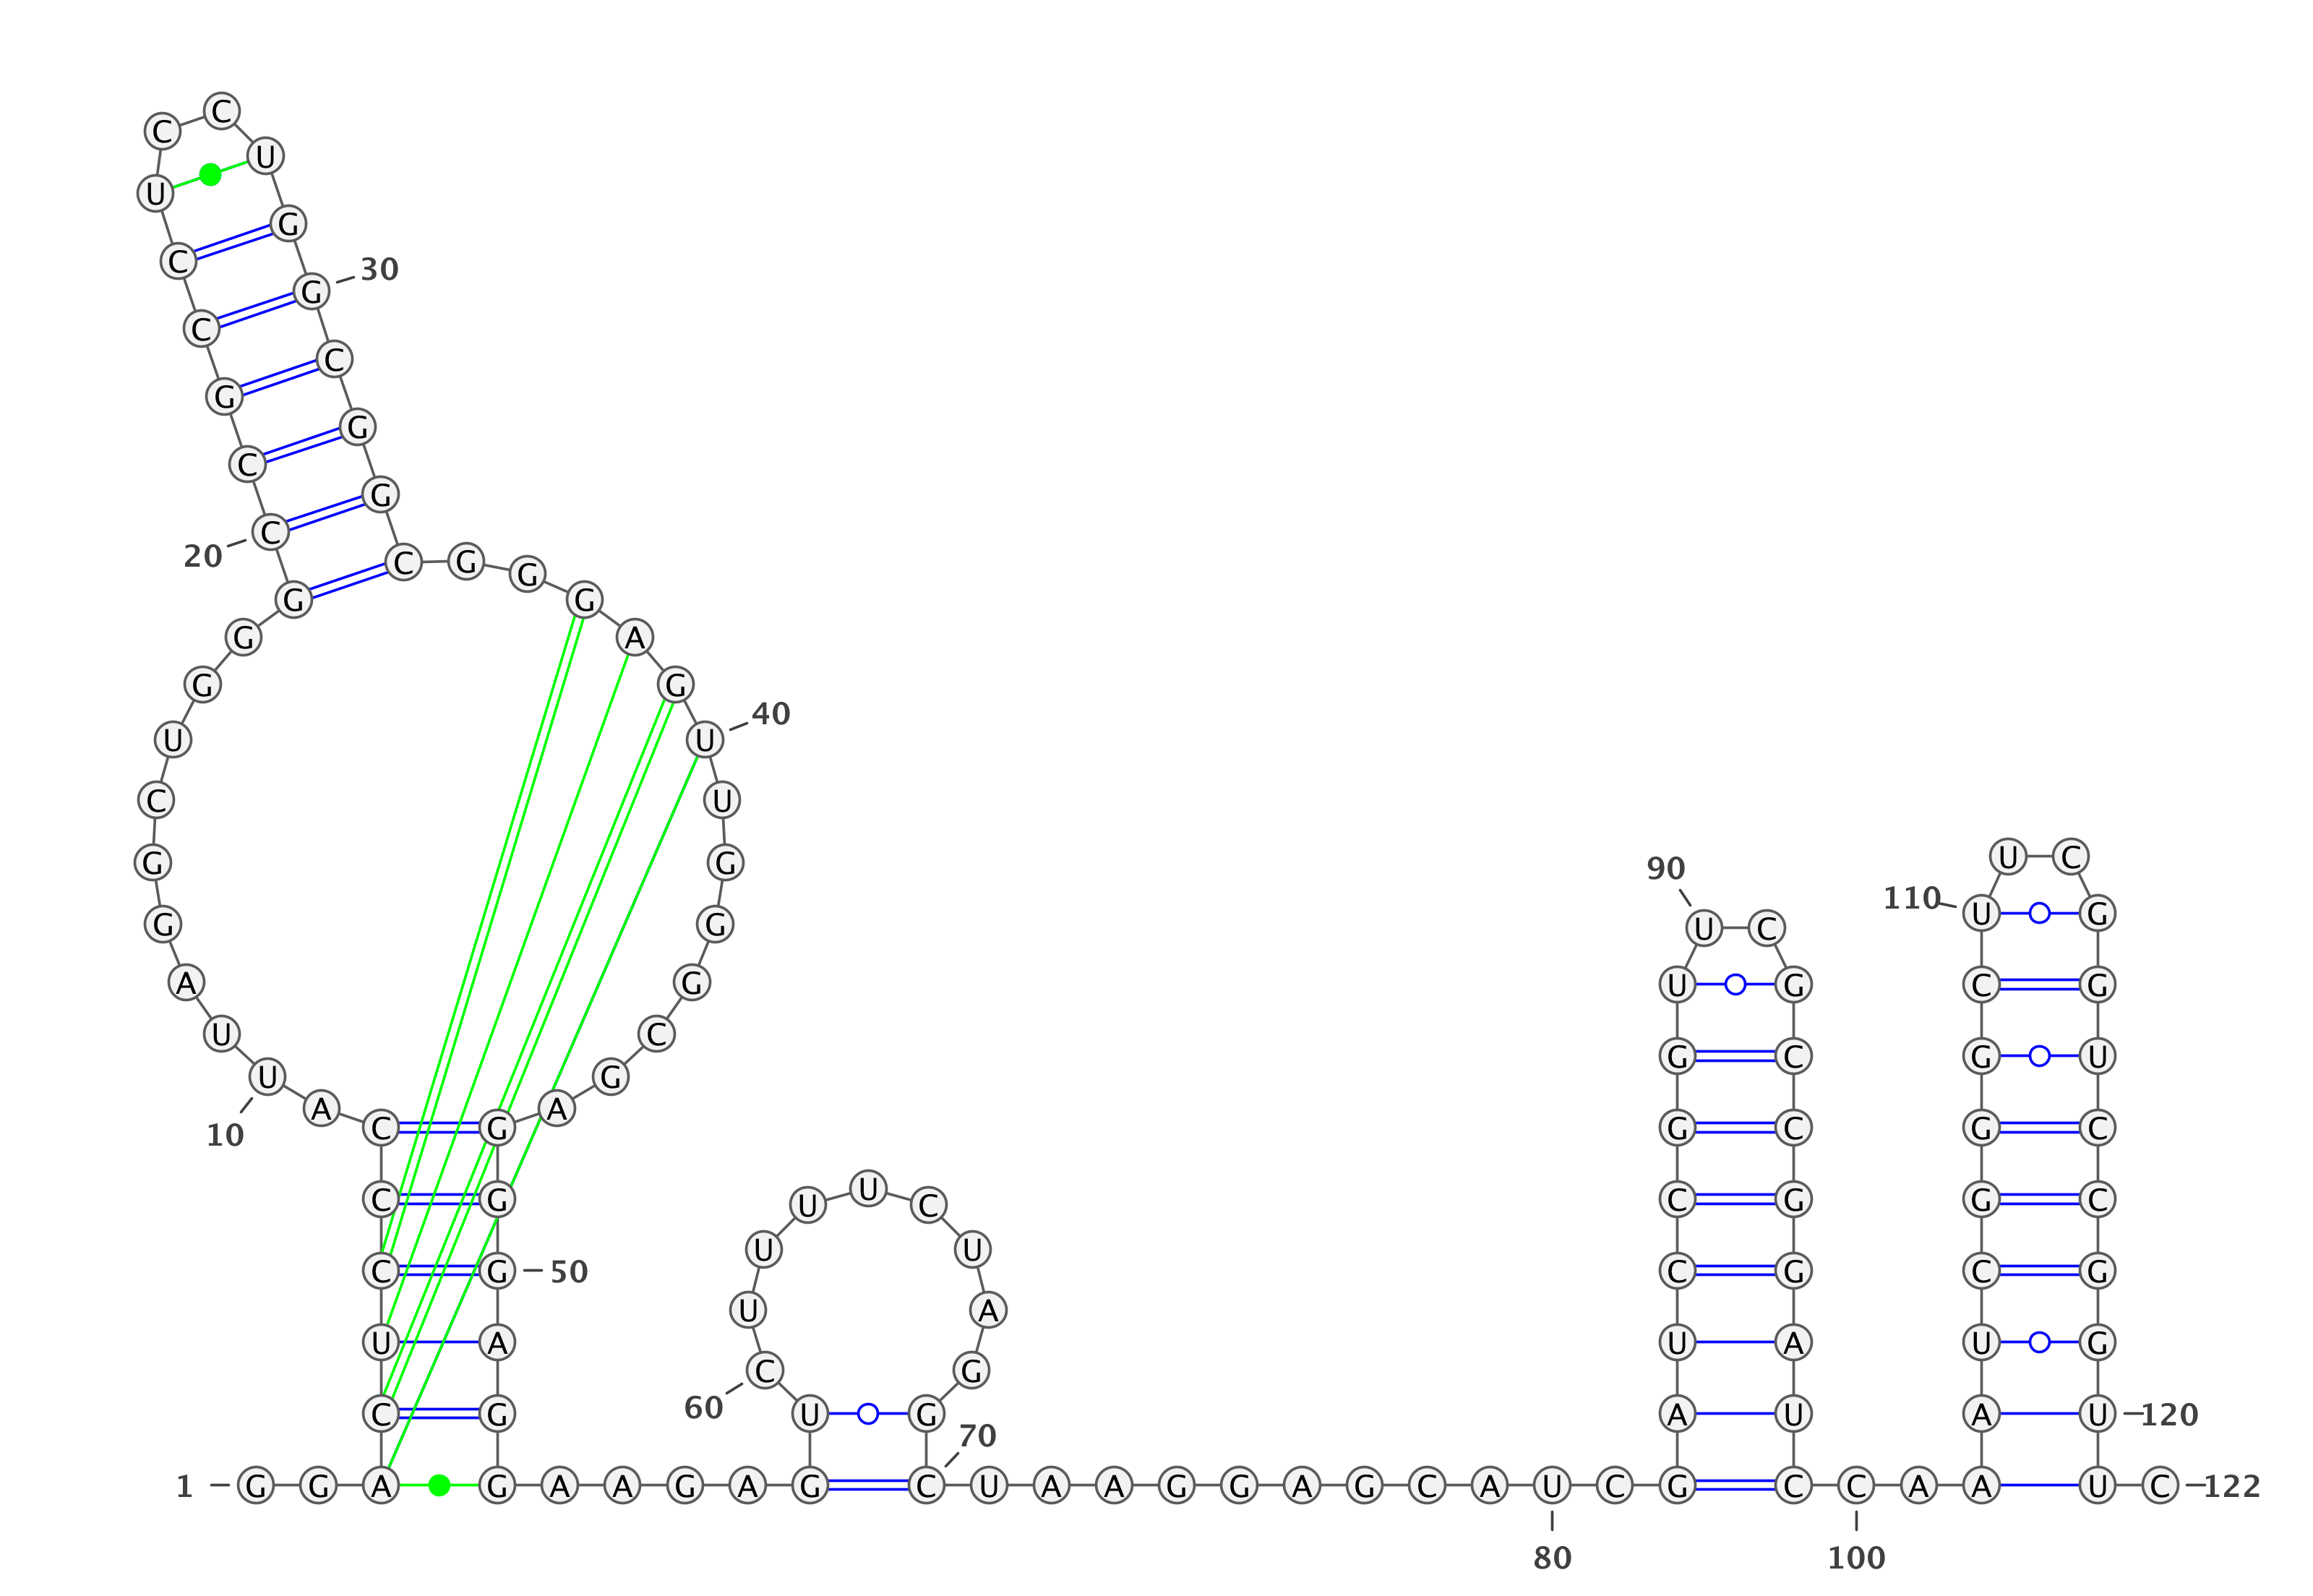 C
C
U
U
G
C
30
G
C
C
G
G
C
G
C
20
C G G
G G
G A
G G
40
U U
C U
U C
G G
90
110
U G
G G U C
A G U G C G
U C
G C G U
U G
A A
C G G C G C
10
U
C G C G G C
U C
U U
C G 50 C G C G
U A
U A U A U G
C G
60
C G U G A U A U 120
70
1 G G A G A A G A G C U A A G G A G C A U C G C C A A U C 122
80 100